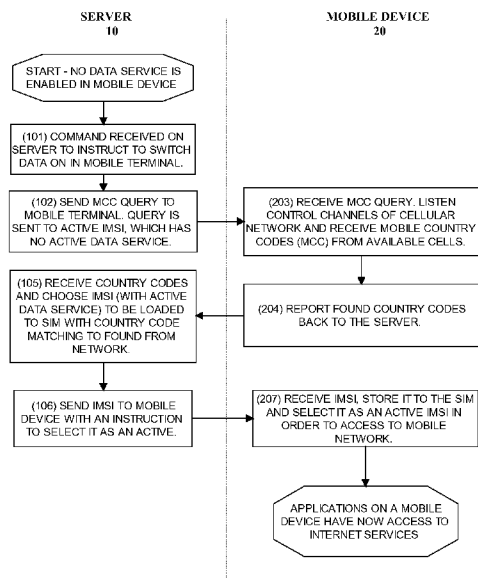 SERVER
10
MOBILE DEVICE
20
START - NO DATA SERVICE IS
ENABLED IN MOBILE DEVICE
(101) COMMAND RECEIVED ON
SERVER TO INSTRUCT TO SWITCH
DATA ON IN MOBILE TERMINAL.
(102) SEND MCC QUERY TO
MOBILE TERMINAL. QUERY IS
SENT TO ACTIVE IMSI, WHICH HAS
NO ACTIVE DATA SERVICE.
(203) RECEIVE MCC QUERY, LISTEN
CONTROL CHANNELS OF CELLULAR
NETWORK AND RECEIVE MOBILE COUNTRY
CODES (MCC) FROM AVAILABLE CELLS.
(204) REPORT FOUND COUNTRY CODES
BACK TO THE SERVER.
(105) RECEIVE COUNTRY CODES
AND CHOOSE IMSI (WITH ACTIVE
DATA SERVICE) TO BE LOADED
TO SIM WITH COUNTRY CODE
MATCHING TO FOUND FROM
NETWORK.
(106) SEND IMSI TO MOBILE
DEVICE WITH AN INSTRUCTION
TO SELECT IT AS AN ACTIVE.
(207) RECEIVE IMSI, STORE IT TO THE SIM
AND SELECT IT AS AN ACTIVE IMSI IN
ORDER TO ACCESS TO MOBILE
NETWORK.
APPLICATIONS ON A MOBILE
DEVICE HAVE NOW ACCESS TO
INTERNET SERVICES